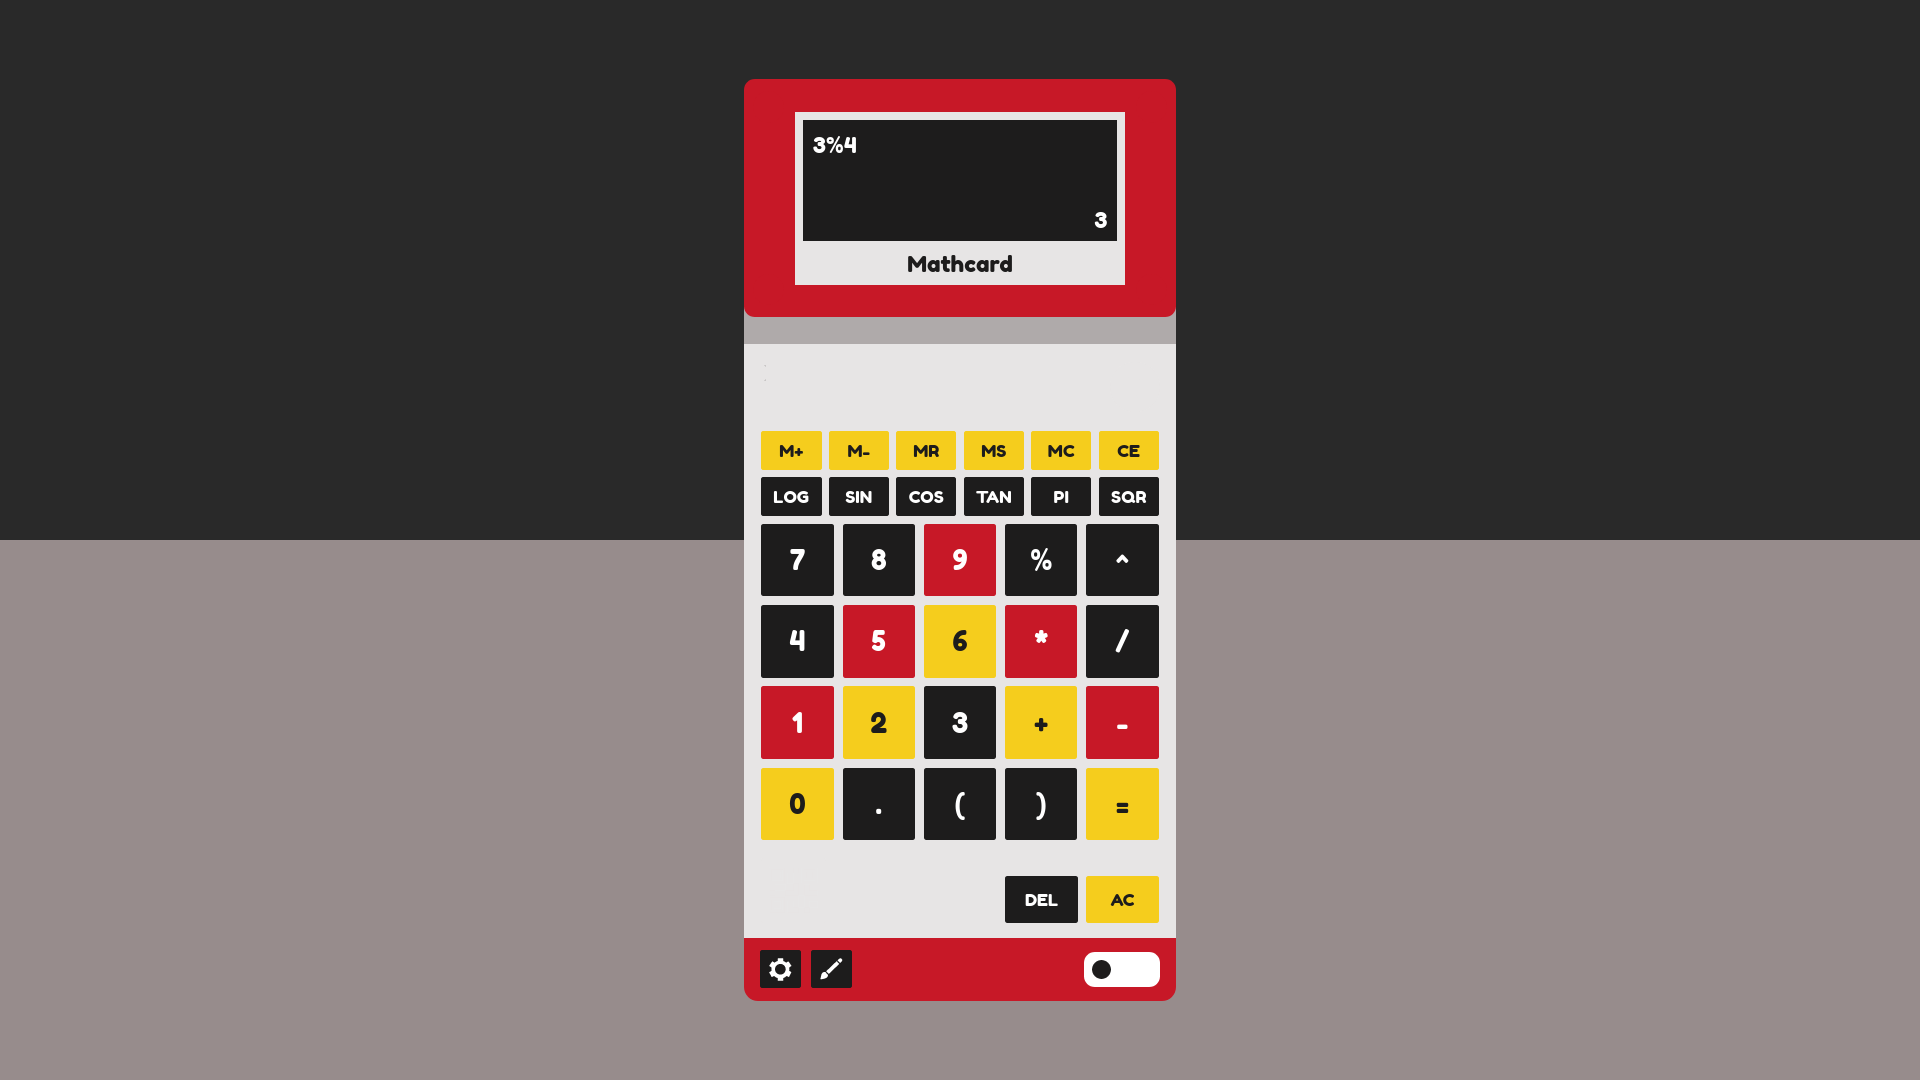 3%4
3
Mathcard
M+ M- MR MS MC CE
LOG SIN COS TAN PI SQR
7 8 9 % ^
4 5 6 * /
1 2 3 + -
0 . ( ) =
DEL AC